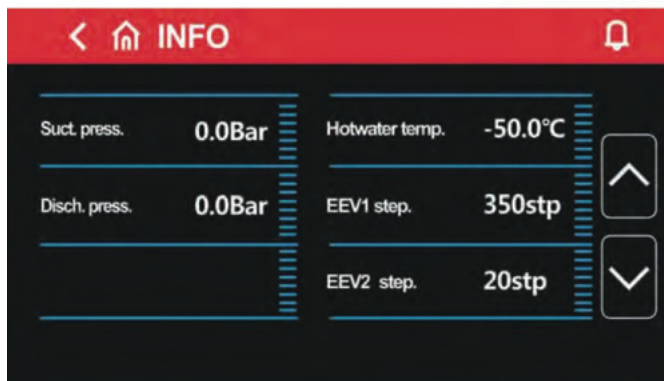 INFO
Suct. press. 0.0Bar
Hotwater temp. -50.0°C
Disch. press. 0.0Bar
EEV1 step. 350stp
EEV2 step. 20stp